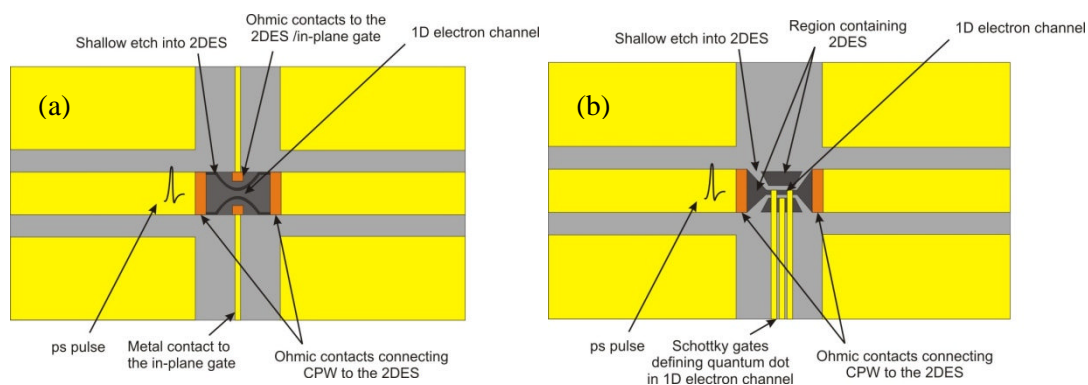 (a)
Shallow etch into 2DES
Ohmic contacts to the
2DES /in-plane gate
1D electron channel
ps pulse
Metal contact to
the in-plane gate
Ohmic contacts connecting
CPW to the 2DES
(b)
Shallow etch into 2DES
Region containing
2DES
1D electron channel
ps pulse
Schottky gates
defining quantum dot
in 1D electron channel
Ohmic contacts connecting
CPW to the 2DES